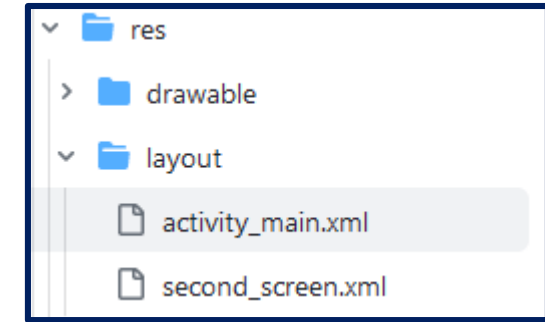 res
drawable
layout
activity_main.xml
second_screen.xml